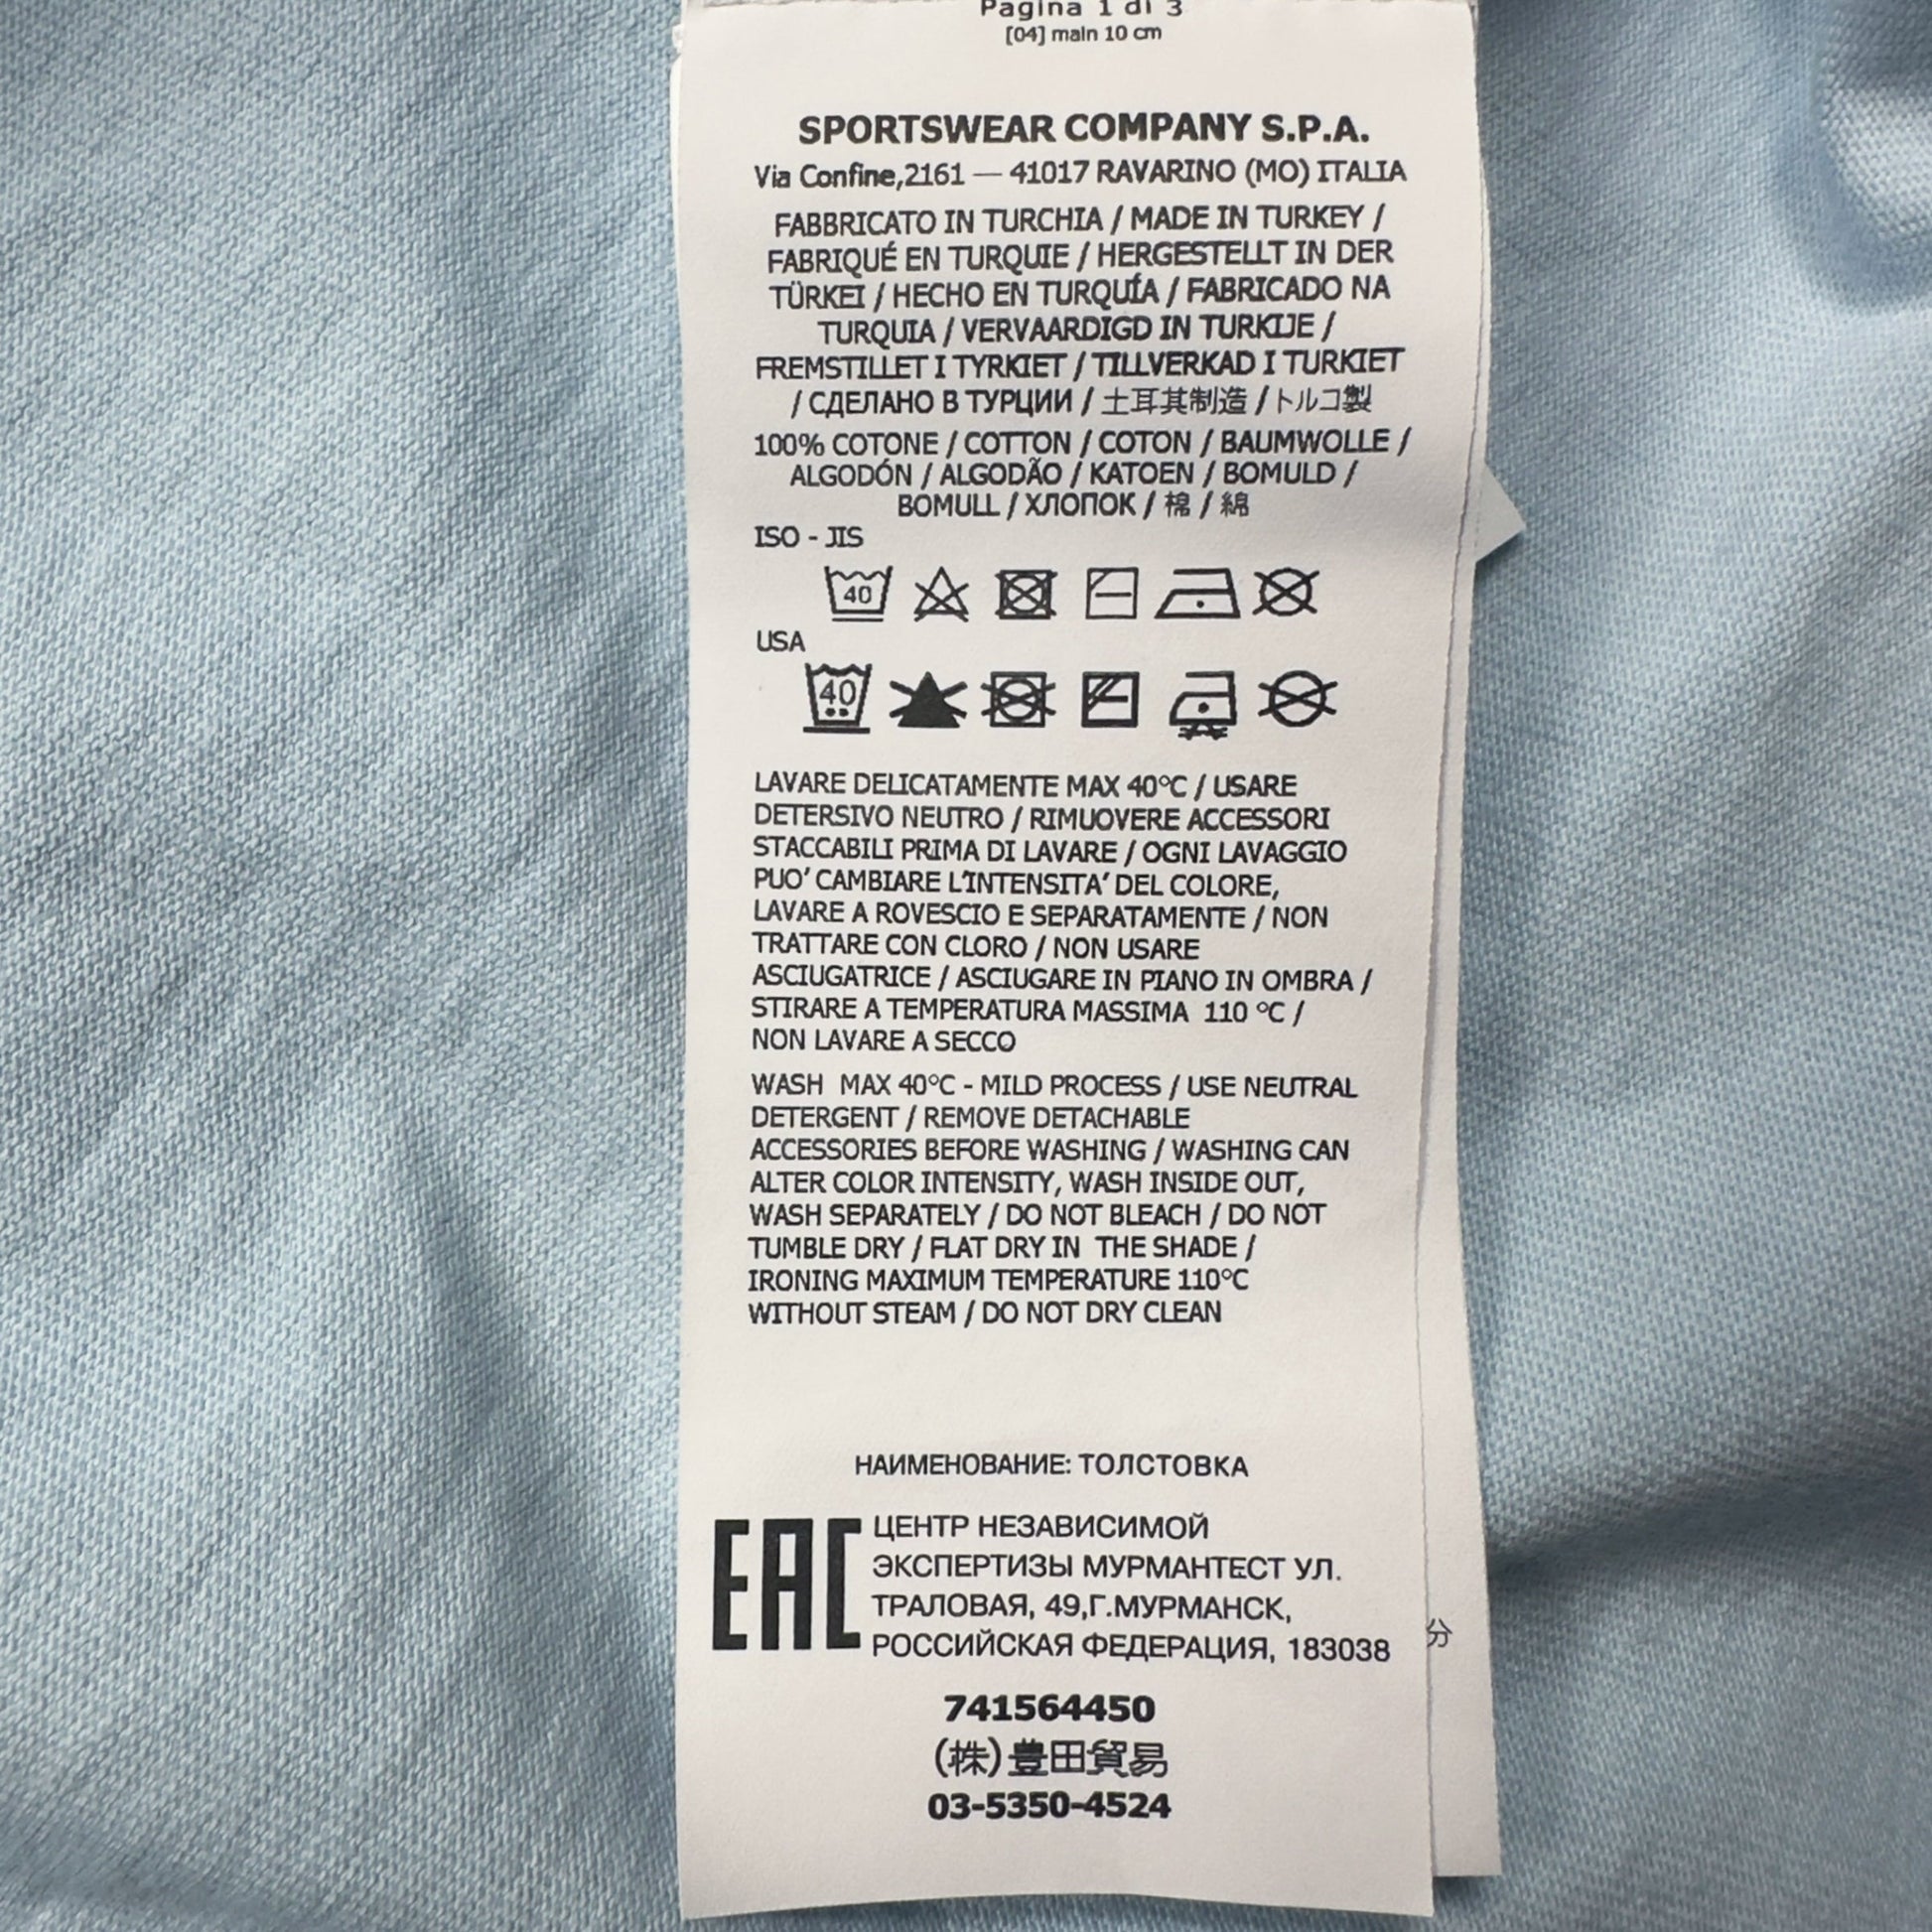 Pagina 1 di 3
[04] main 10 cm
SPORTSWEAR COMPANY S.P.A.
Via Confine,2161 — 41017 RAVARINO (MO) ITALIA
FABBRICATO IN TURCHIA / MADE IN TURKEY /
FABRIQUÉ EN TURQUIE / HERGESTELLT IN DER
TÜRKEI / HECHO EN TURQUÍA / FABRICADO NA
TURQUIA / VERVAARDIGD IN TURKIJE /
FREMSTILLET I TYRKIET / TILLVERKAD I TURKIET
/ СДЕЛАНО В ТУРЦИИ / 土耳其制造 / トルコ製
100% COTONE / COTTON / COTON / BAUMWOLLE /
ALGODÓN / ALGODÃO / KATOEN / BOMULD /
BOMULL / ХЛОПОК / 棉 / 綿
ISO - JIS
40
USA
40
LAVARE DELICATAMENTE MAX 40°C / USARE
DETERSIVO NEUTRO / RIMUOVERE ACCESSORI
STACCABILI PRIMA DI LAVARE / OGNI LAVAGGIO
PUO' CAMBIARE L'INTENSITA' DEL COLORE,
LAVARE A ROVESCIO E SEPARATAMENTE / NON
TRATTARE CON CLORO / NON USARE
ASCIUGATRICE / ASCIUGARE IN PIANO IN OMBRA /
STIRARE A TEMPERATURA MASSIMA 110 °C /
NON LAVARE A SECCO
WASH MAX 40°C - MILD PROCESS / USE NEUTRAL
DETERGENT / REMOVE DETACHABLE
ACCESSORIES BEFORE WASHING / WASHING CAN
ALTER COLOR INTENSITY, WASH INSIDE OUT,
WASH SEPARATELY / DO NOT BLEACH / DO NOT
TUMBLE DRY / FLAT DRY IN THE SHADE /
IRONING MAXIMUM TEMPERATURE 110°C
WITHOUT STEAM / DO NOT DRY CLEAN
НАИМЕНОВАНИЕ: ТОЛСТОВКА
EAC
ЦЕНТР НЕЗАВИСИМОЙ
ЭКСПЕРТИЗЫ МУРМАНТЕСТ УЛ.
ТРАЛОВАЯ, 49,Г.МУРМАНСК,
РОССИЙСКАЯ ФЕДЕРАЦИЯ, 183038
分
741564450
(株)豊田貿易
03-5350-4524